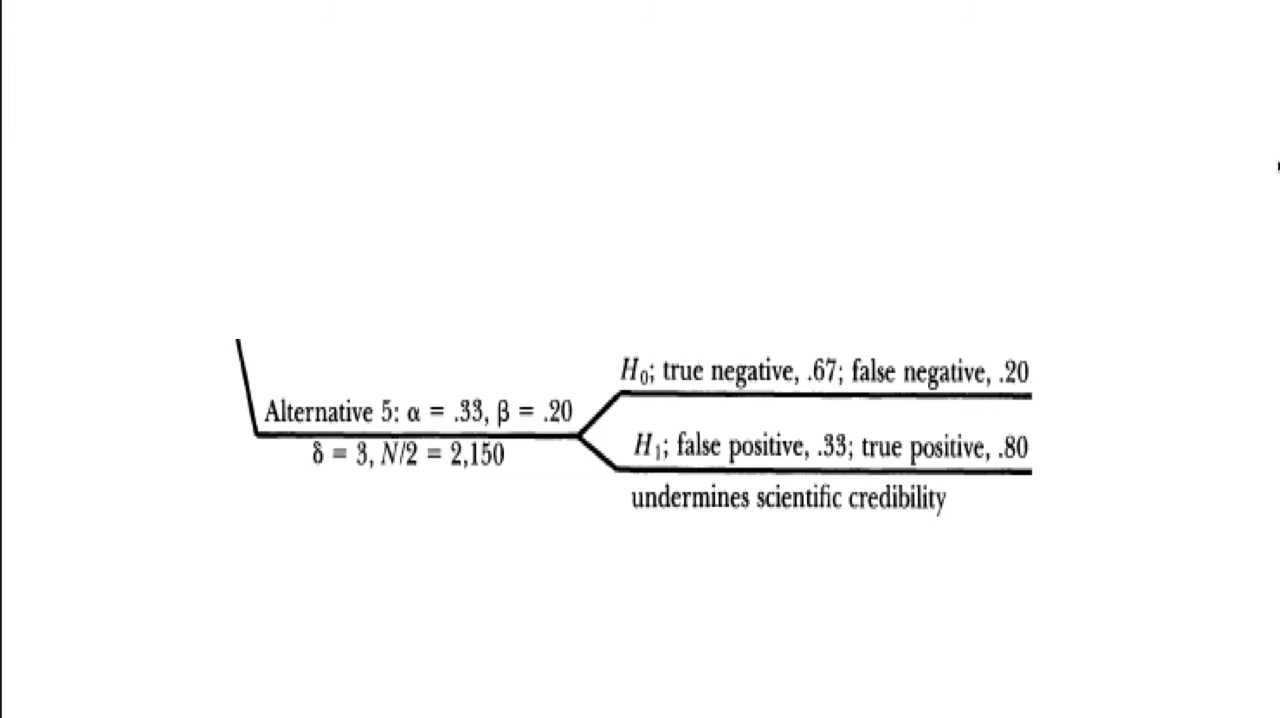 H₀; true negative, .67; false negative, .20
Alternative 5: α = .33, β = .20
H₁; false positive, .33; true positive, .80
δ = 3, N/2 = 2,150
undermines scientific credibility